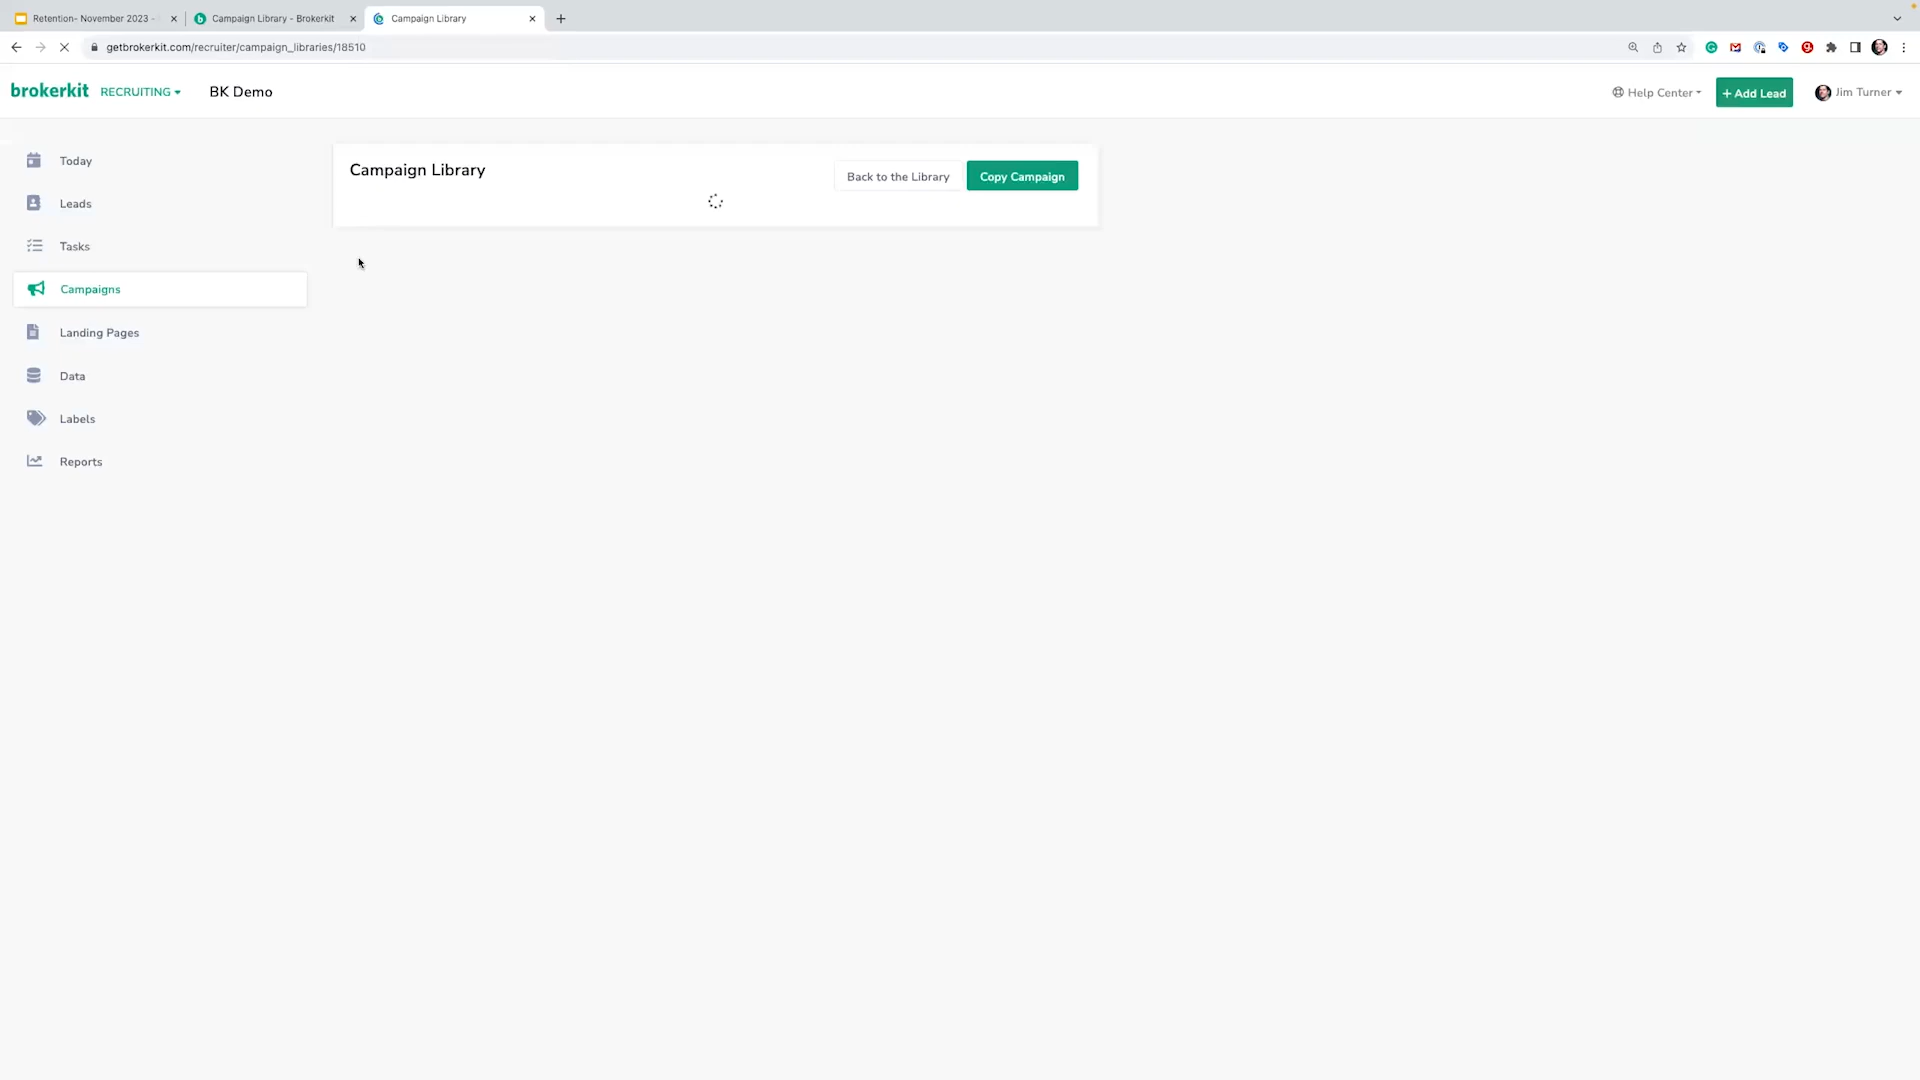 Retention- November 2023 -
Campaign Library - Brokerkit
Campaign Library
getbrokerkit.com/recruiter/campaign_libraries/18510
brokerkit RECRUITING BK Demo
Help Center
+ Add Lead
Jim Turner
Today
Leads
Tasks
Campaigns
Landing Pages
Data
Labels
Reports
Campaign Library
Back to the Library
Copy Campaign